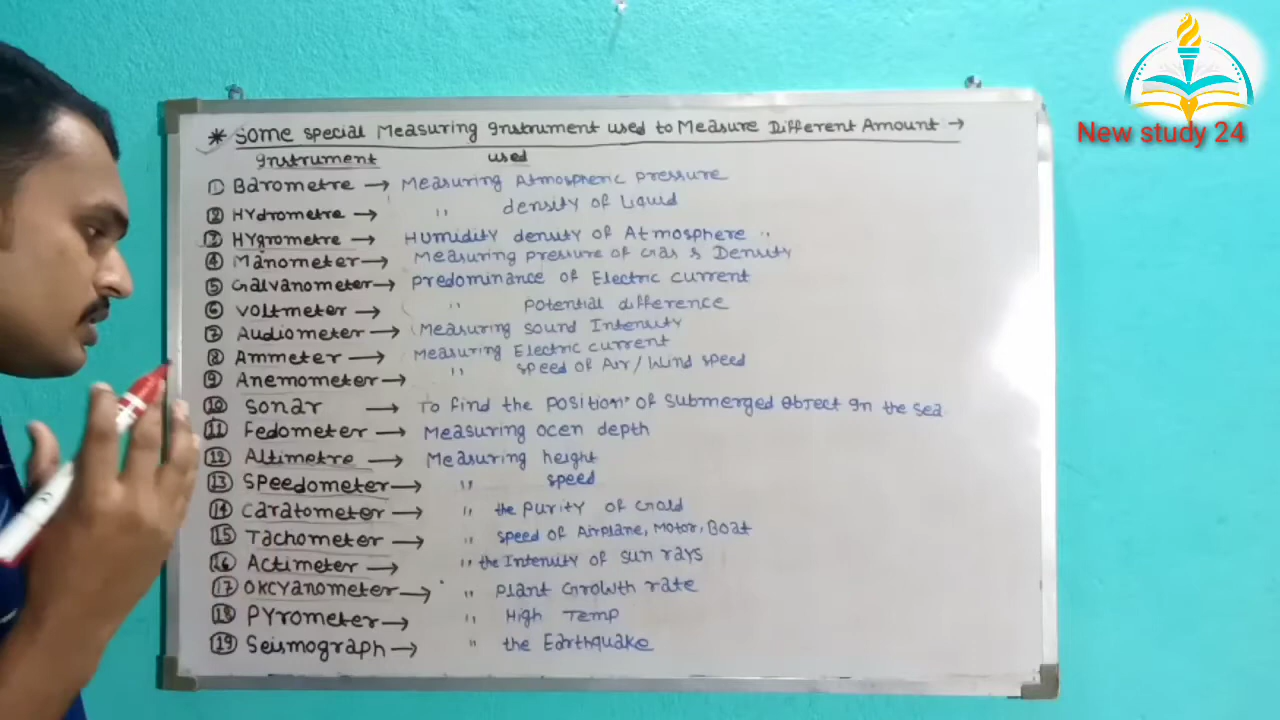 * Some special Measuring Instrument used to Measure Different Amount →
Instrument used
① Barometre → Measuring Atmospheric pressure
② HYdrometre → " density of Liquid
③ HYgrometre → HUmidity density of Atmosphere "
④ Manometer → Measuring pressure of Gas & Density
⑤ Galvanometer → predominance of Electric current
⑥ voltmeter → " potential difference
⑦ Audiometer → Measuring sound Intensity
⑧ Ammeter → Measuring Electric current
⑨ Anemometer → " speed of Air/Wind speed
⑩ Sonar → To find the position of submerged Object In the sea
⑪ Fedometer → Measuring ocen depth
⑫ Altimetre → Measuring height
⑬ Speedometer → " speed
⑭ Caratometer → " the purity of Gold
⑮ Tachometer → " speed of Airplane, Motor, Boat
⑯ Actimeter → " the Intenity of sun rays
⑰ OKCYanometer → " Plant Growth rate
⑱ PYrometer → " High Temp
⑲ Seismograph → " the Earthquake
New study 24